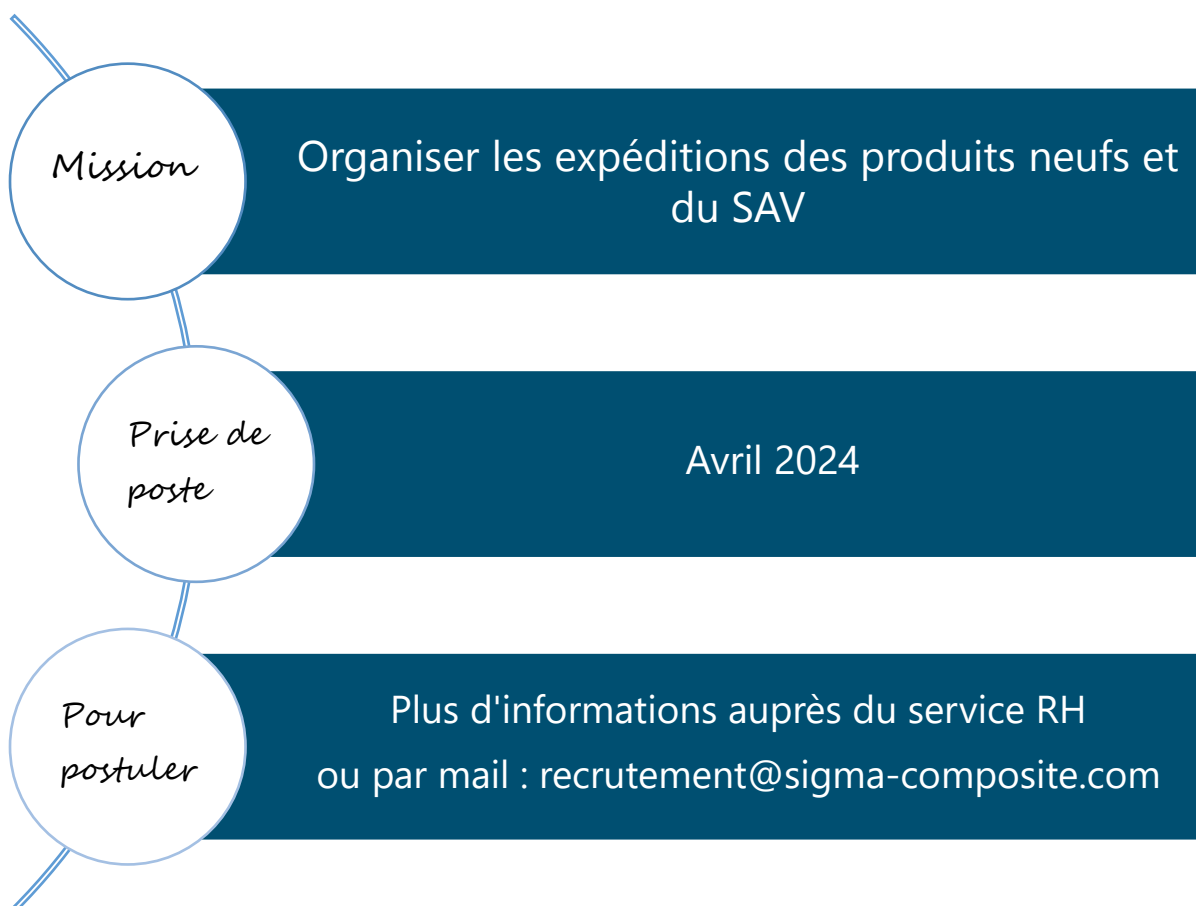 Mission
Organiser les expéditions des produits neufs et
du SAV
Prise de
poste
Avril 2024
Pour
postuler
Plus d'informations auprès du service RH
ou par mail : recrutement@sigma-composite.com